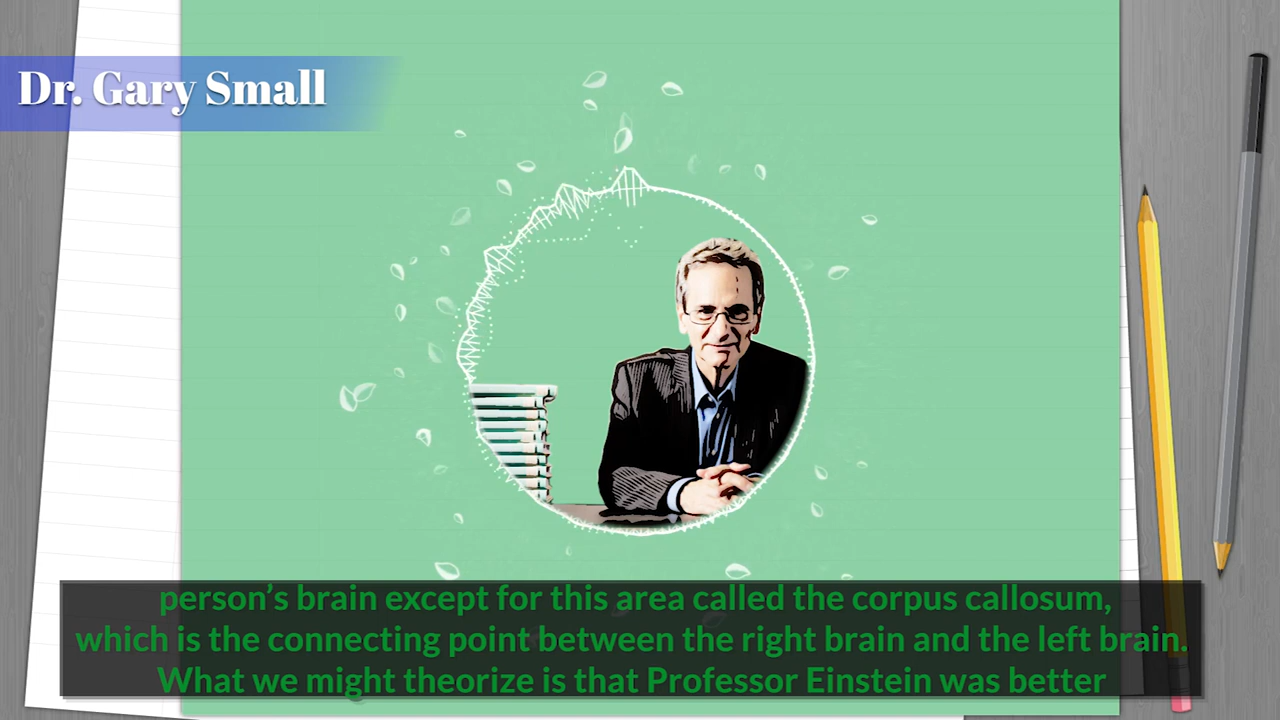 Dr. Gary Small
person’s brain except for this area called the corpus callosum,
which is the connecting point between the right brain and the left brain.
What we might theorize is that Professor Einstein was better